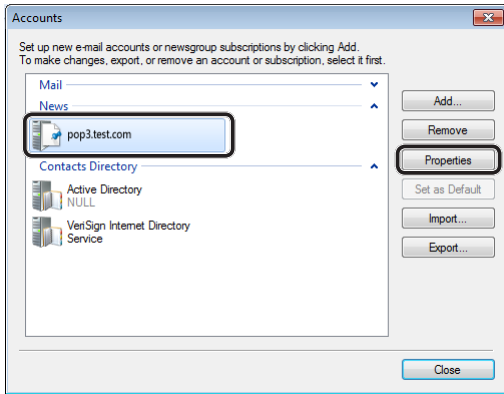 Accounts
Set up new e-mail accounts or newsgroup subscriptions by clicking Add.
To make changes, export, or remove an account or subscription, select it first.
Mail
News
pop3.test.com
Contacts Directory
Active Directory
NULL
VeriSign Internet Directory
Service
Add...
Remove
Properties
Set as Default
Import...
Export...
Close